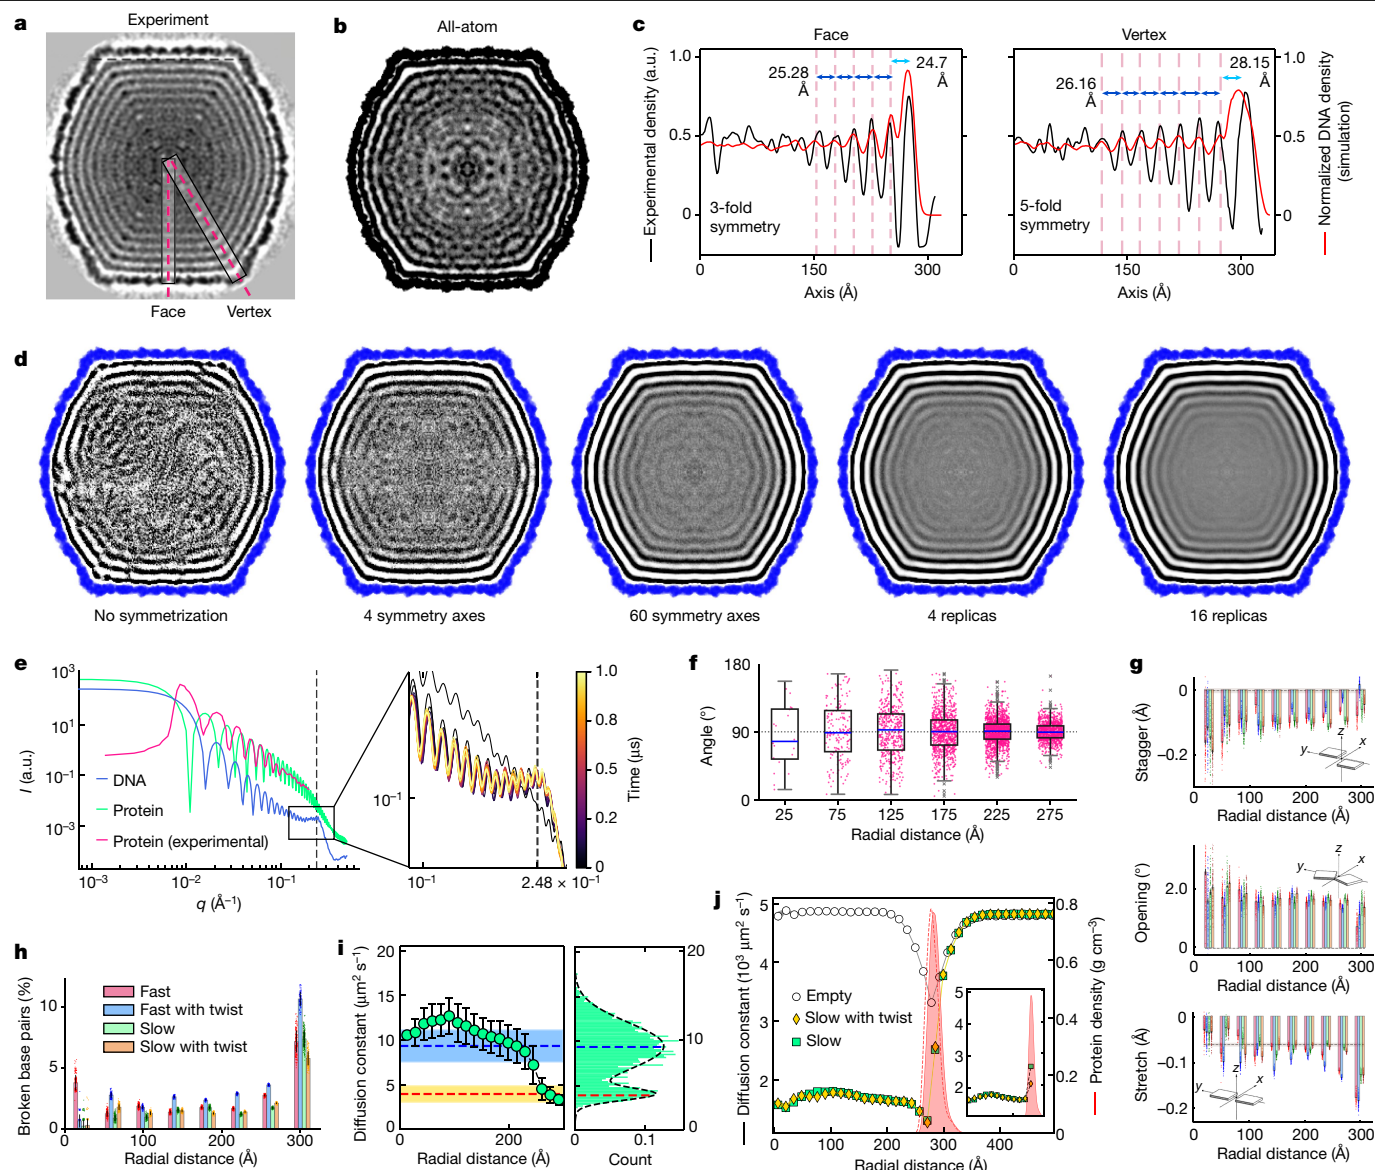 a
Experiment
Face
Vertex
b
All-atom
c
Face
Experimental density (a.u.)
1.0
0.5
0
25.28
Å
24.7
Å
3-fold
symmetry
0
150
300
Axis (Å)
Vertex
26.16
Å
28.15
Å
5-fold
symmetry
0
150
300
Axis (Å)
1.0
0.5
0
Normalized DNA density
(simulation)
d
No symmetrization
4 symmetry axes
60 symmetry axes
4 replicas
16 replicas
e
I (a.u.)
10³
10¹
10⁻¹
10⁻³
DNA
Protein
Protein (experimental)
10⁻³
10⁻²
10⁻¹
q (Å⁻¹)
10⁻¹
10⁻¹
2.48 × 10⁻¹
1.0
0.8
0.5
0.2
0
Time (µs)
f
Angle (°)
180
90
0
25
75
125
175
225
275
Radial distance (Å)
g
Stagger (Å)
0
−0.2
z
y
x
0
100
200
300
Radial distance (Å)
Opening (°)
2.0
0
z
y
x
0
100
200
300
Radial distance (Å)
Stretch (Å)
0
−0.1
−0.2
z
y
x
0
100
200
300
Radial distance (Å)
h
Broken base pairs (%)
10
5
0
Fast
Fast with twist
Slow
Slow with twist
0
100
200
300
Radial distance (Å)
i
Diffusion constant (µm² s⁻¹)
20
15
10
5
0
0
200
Radial distance (Å)
20
10
0
0
0.1
Count
j
Diffusion constant (10³ µm² s⁻¹)
5
4
3
2
Empty
Slow with twist
Slow
5
4
3
2
0.8
0.6
0.4
0.2
0
Protein density (g cm⁻³)
0
100
200
300
400
Radial distance (Å)